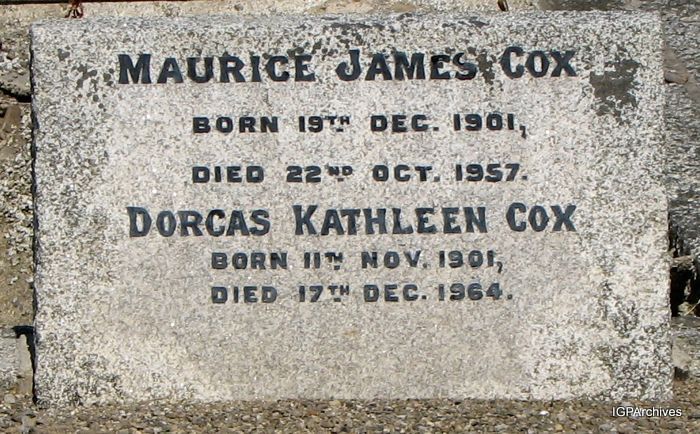 MAURICE JAMES COX
BORN 19TH DEC. 1901,
DIED 22ND OCT. 1957.
DORCAS KATHLEEN COX
BORN 11TH NOV. 1901,
DIED 17TH DEC. 1964.
IGPArchives